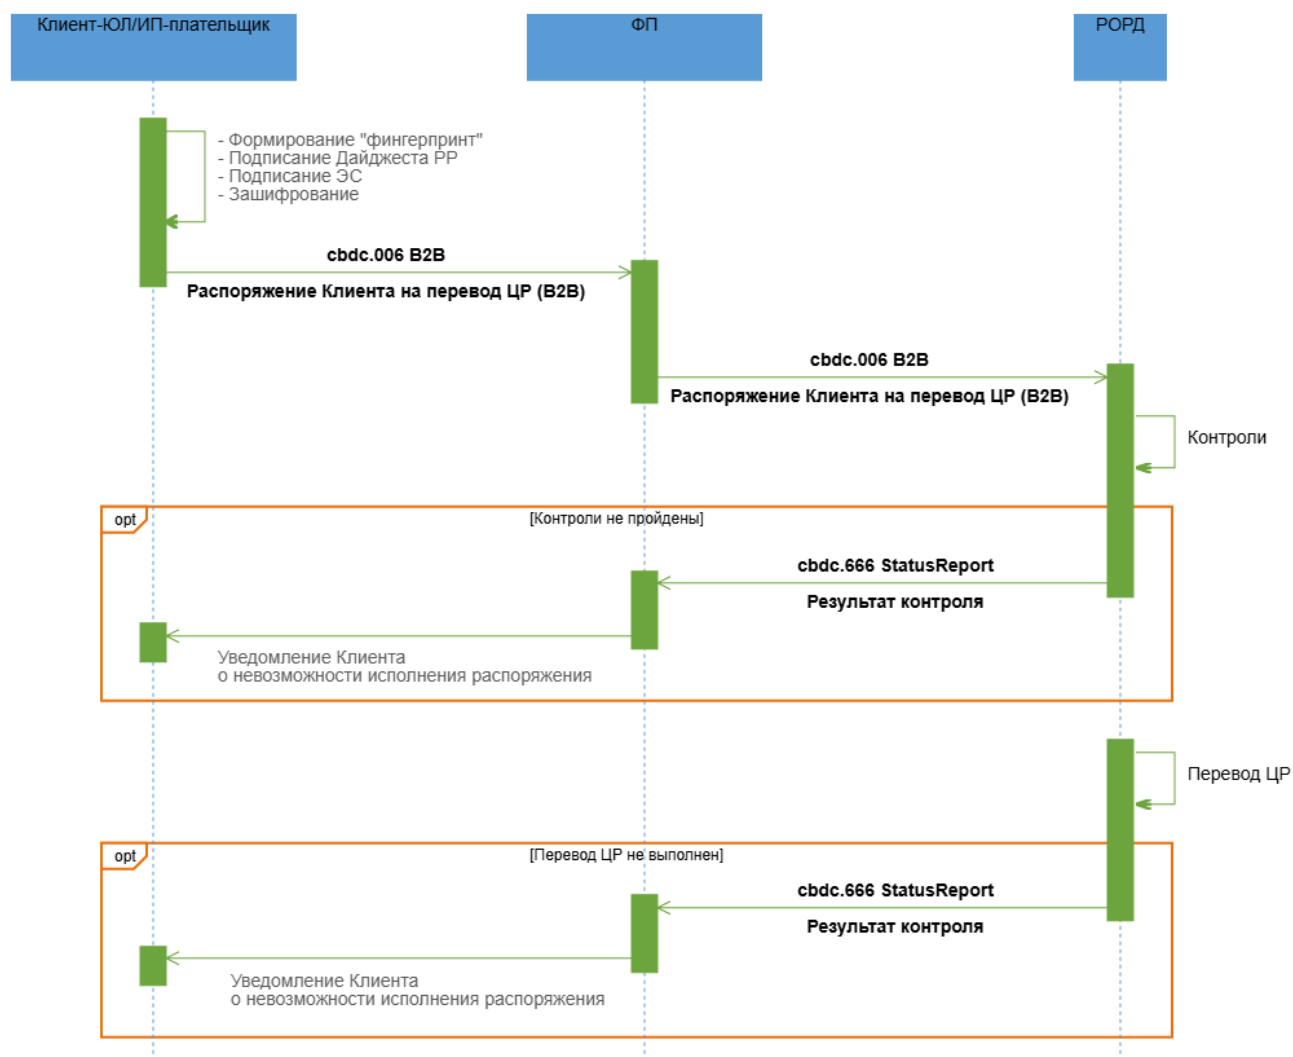 Клиент-ЮЛ/ИП-плательщик
ФП
РОРД
- Формирование "фингерпринт"
- Подписание Дайджеста РР
- Подписание ЭС
- Зашифрование
cbdc.006 B2B
Распоряжение Клиента на перевод ЦР (B2B)
cbdc.006 B2B
Распоряжение Клиента на перевод ЦР (B2B)
Контроли
opt
[Контроли не пройдены]
cbdc.666 StatusReport
Результат контроля
Уведомление Клиента
о невозможности исполнения распоряжения
Перевод ЦР
opt
[Перевод ЦР не выполнен]
cbdc.666 StatusReport
Результат контроля
Уведомление Клиента
о невозможности исполнения распоряжения